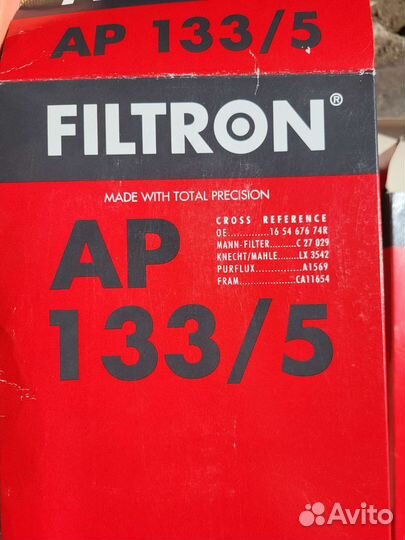 AP 133/5
FILTRON®
MADE WITH TOTAL PRECISION
AP
133/5
CROSS REFERENCE
OE..............16 54 676 74R
MANN-FILTER.........C 27 029
KNECHT/MAHLE........LX 3542
PURFLUX................A1569
FRAM.................CA11654
Avito